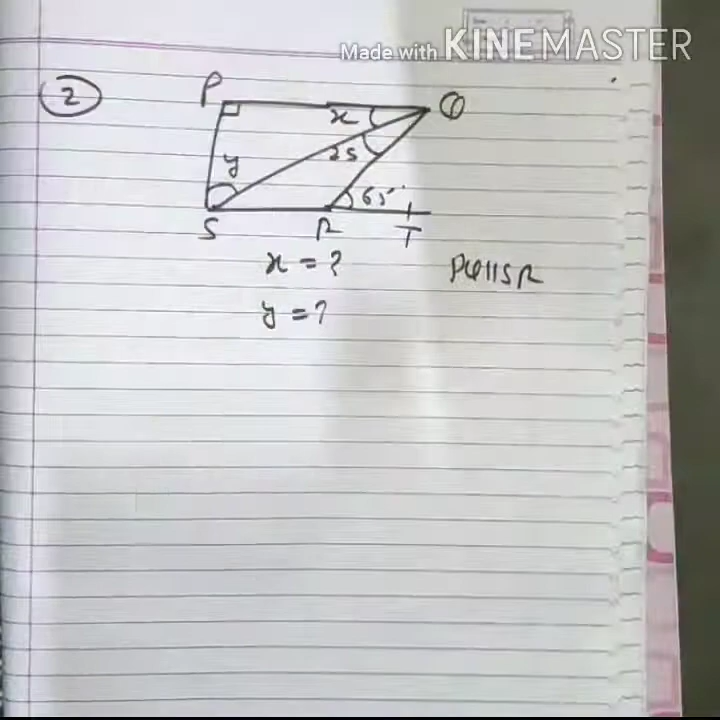 Made with KINEMASTER
2
P Q
x
25
y
65°
S R T
x = ?
PQ||SR
y = ?